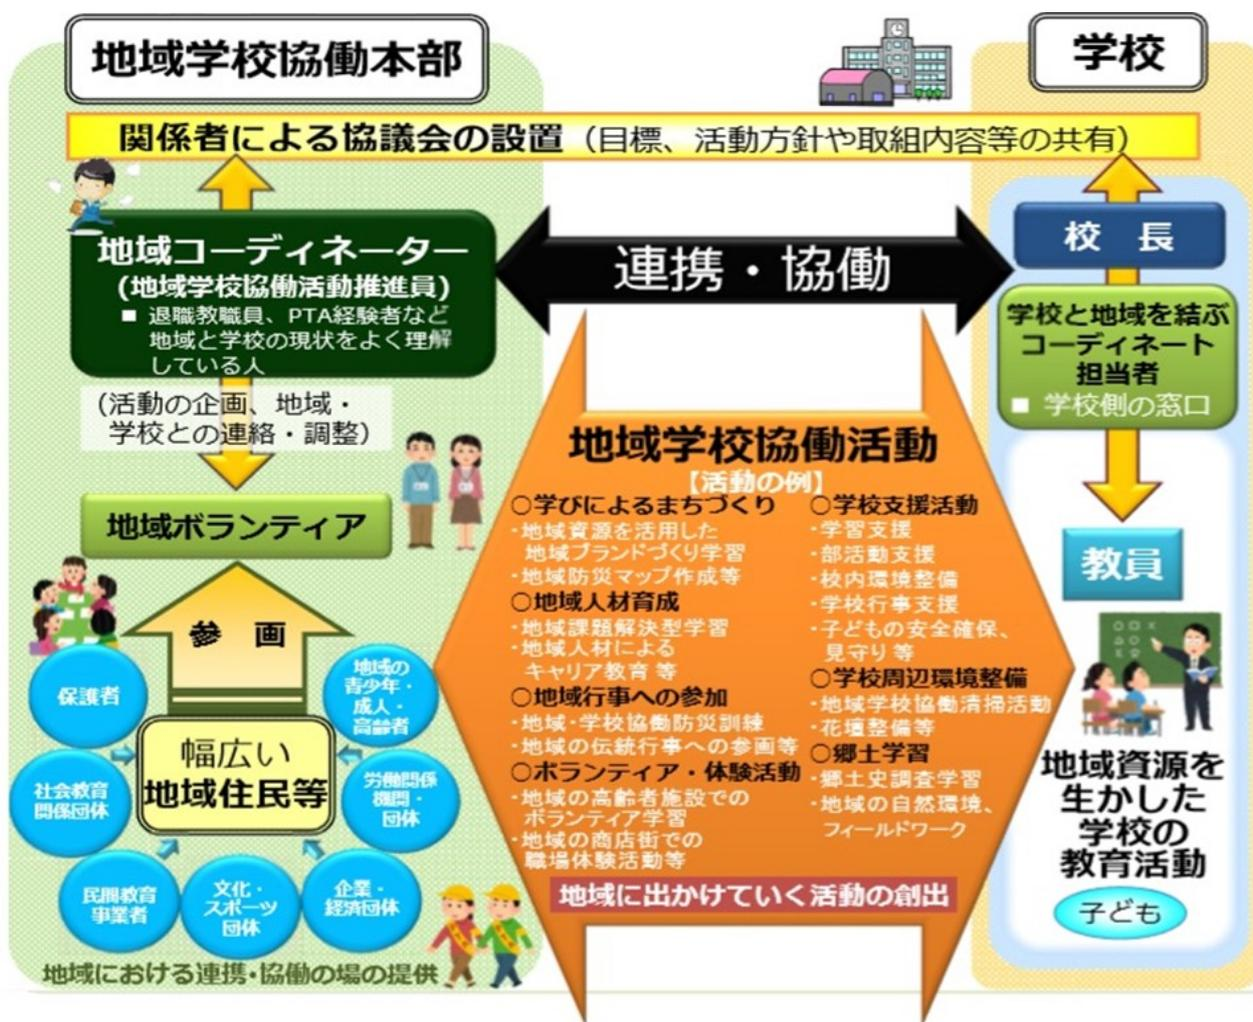 地域学校協働本部
学校
関係者による協議会の設置（目標、活動方針や取組内容等の共有）
地域コーディネーター
(地域学校協働活動推進員)
■ 退職教職員、PTA経験者など
地域と学校の現状をよく理解
している人
（活動の企画、地域・
学校との連絡・調整）
地域ボランティア
参 画
保護者
地域の
青少年・
成人・
高齢者
幅広い
地域住民等
社会教育
関係団体
労働関係
機関・
団体
民間教育
事業者
文化・
スポーツ
団体
企業・
経済団体
地域における連携・協働の場の提供
連携・協働
地域学校協働活動
【活動の例】
○学びによるまちづくり
・地域資源を活用した
地域ブランドづくり学習
・地域防災マップ作成等
○地域人材育成
・地域課題解決型学習
・地域人材による
キャリア教育 等
○地域行事への参加
・地域・学校協働防災訓練
・地域の伝統行事への参画等
○ボランティア・体験活動
・地域の高齢者施設での
ボランティア学習
・地域の商店街での
職場体験活動等
○学校支援活動
・学習支援
・部活動支援
・校内環境整備
・学校行事支援
・子どもの安全確保、
見守り等
○学校周辺環境整備
・地域学校協働清掃活動
・花壇整備等
○郷土学習
・郷土史調査学習
・地域の自然環境、
フィールドワーク
地域に出かけていく活動の創出
校 長
学校と地域を結ぶ
コーディネート
担当者
■ 学校側の窓口
教員
地域資源を
生かした
学校の
教育活動
子ども